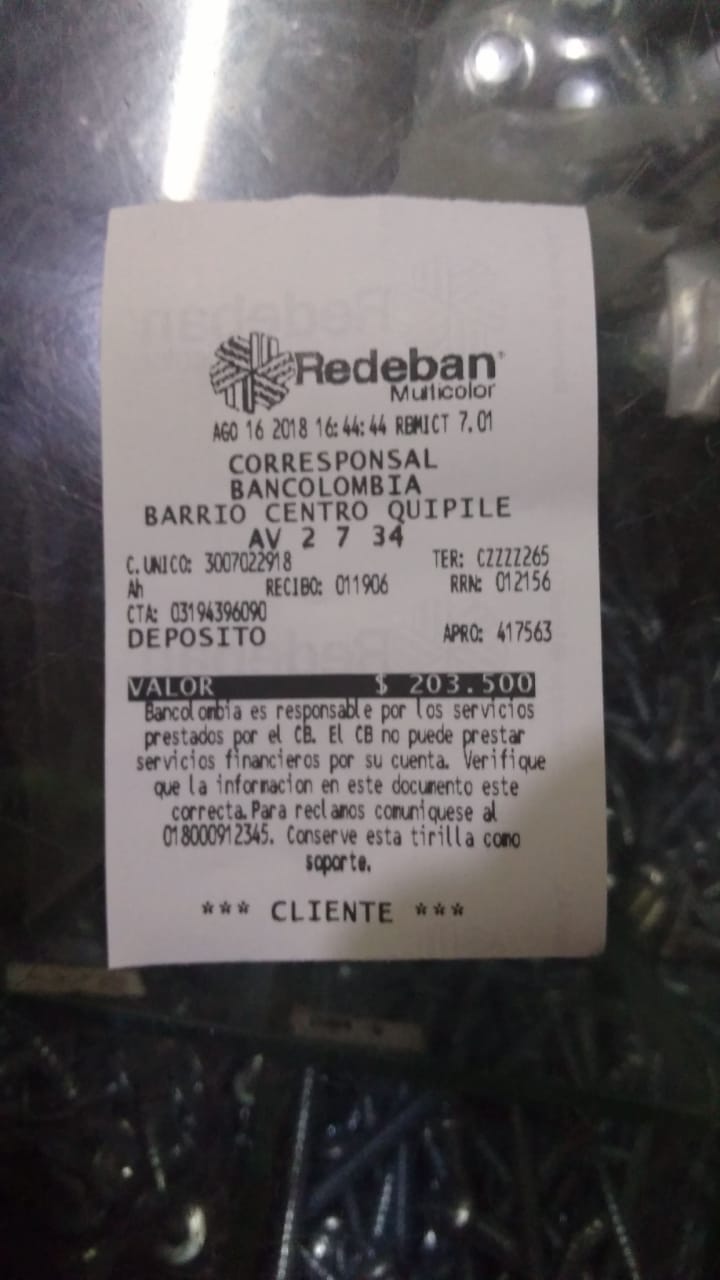 Redeban
Multicolor
AGO 16 2018 16:44:44 RBMICT 7.01
CORRESPONSAL
BANCOLOMBIA
BARRIO CENTRO QUIPILE
AV 2 7 34
C.UNICO: 3007022918 TER: CZZZZ265
Ah RECIBO: 011906 RRN: 012156
CTA: 03194396090
DEPOSITO APRO: 417563
VALOR $ 203.500
Bancolombia es responsable por los servicios
prestados por el CB. El CB no puede prestar
servicios financieros por su cuenta. Verifique
que la informacion en este documento este
correcta.Para reclamos comuniquese al
018000912345. Conserve esta tirilla como
soporte.
*** CLIENTE ***